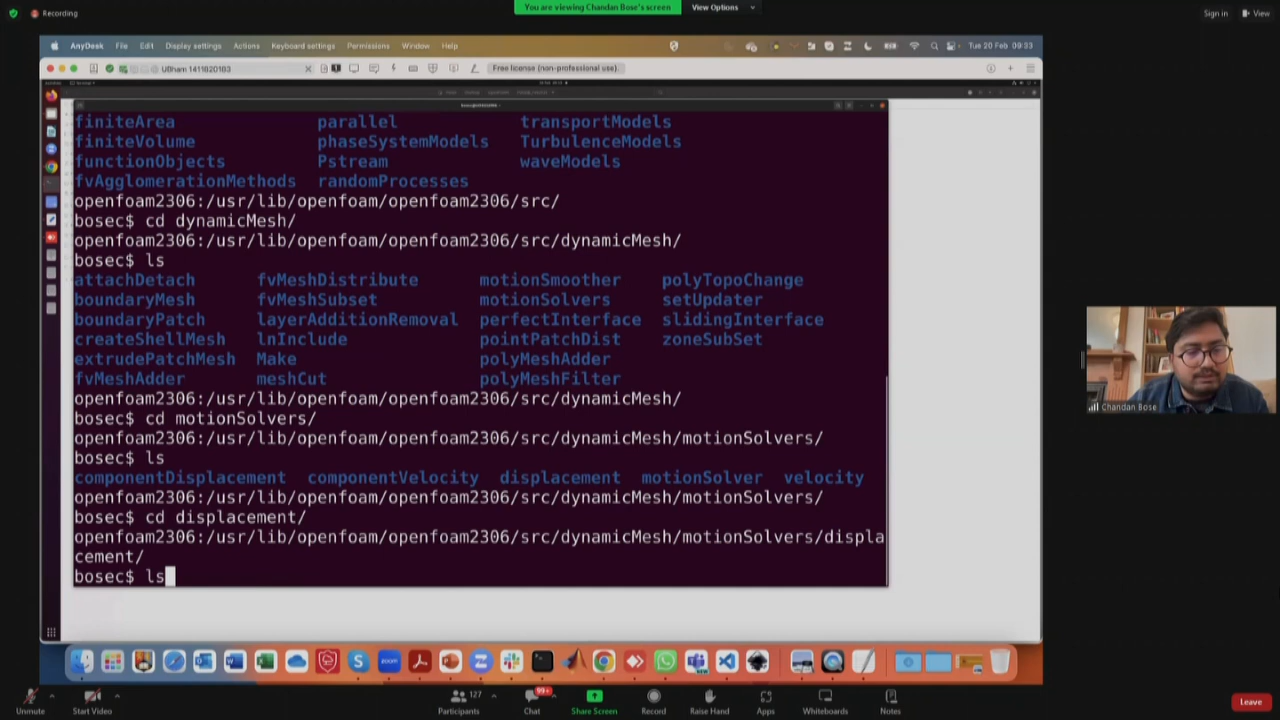 Recording
You are viewing Chandan Bose's screen
View Options
Sign in
View
AnyDesk File Edit Display settings Actions Keyboard settings Permissions Window Help
Tue 20 Feb 09:33
UBham 1411820183
Free license (non-professional use).
finiteArea parallel transportModels
finiteVolume phaseSystemModels TurbulenceModels
functionObjects Pstream waveModels
fvAgglomerationMethods randomProcesses
openfoam2306:/usr/lib/openfoam/openfoam2306/src/
bosec$ cd dynamicMesh/
openfoam2306:/usr/lib/openfoam/openfoam2306/src/dynamicMesh/
bosec$ ls
attachDetach fvMeshDistribute motionSmoother polyTopoChange
boundaryMesh fvMeshSubset motionSolvers setUpdater
boundaryPatch layerAdditionRemoval perfectInterface slidingInterface
createShellMesh lnInclude pointPatchDist zoneSubSet
extrudePatchMesh Make polyMeshAdder
fvMeshAdder meshCut polyMeshFilter
openfoam2306:/usr/lib/openfoam/openfoam2306/src/dynamicMesh/
bosec$ cd motionSolvers/
openfoam2306:/usr/lib/openfoam/openfoam2306/src/dynamicMesh/motionSolvers/
bosec$ ls
componentDisplacement componentVelocity displacement motionSolver velocity
openfoam2306:/usr/lib/openfoam/openfoam2306/src/dynamicMesh/motionSolvers/
bosec$ cd displacement/
openfoam2306:/usr/lib/openfoam/openfoam2306/src/dynamicMesh/motionSolvers/displa
cement/
bosec$ ls
Chandan Bose
zoom
99+
127
Unmute Start Video Participants Chat Share Screen Record Raise Hand Apps Whiteboards Notes Leave